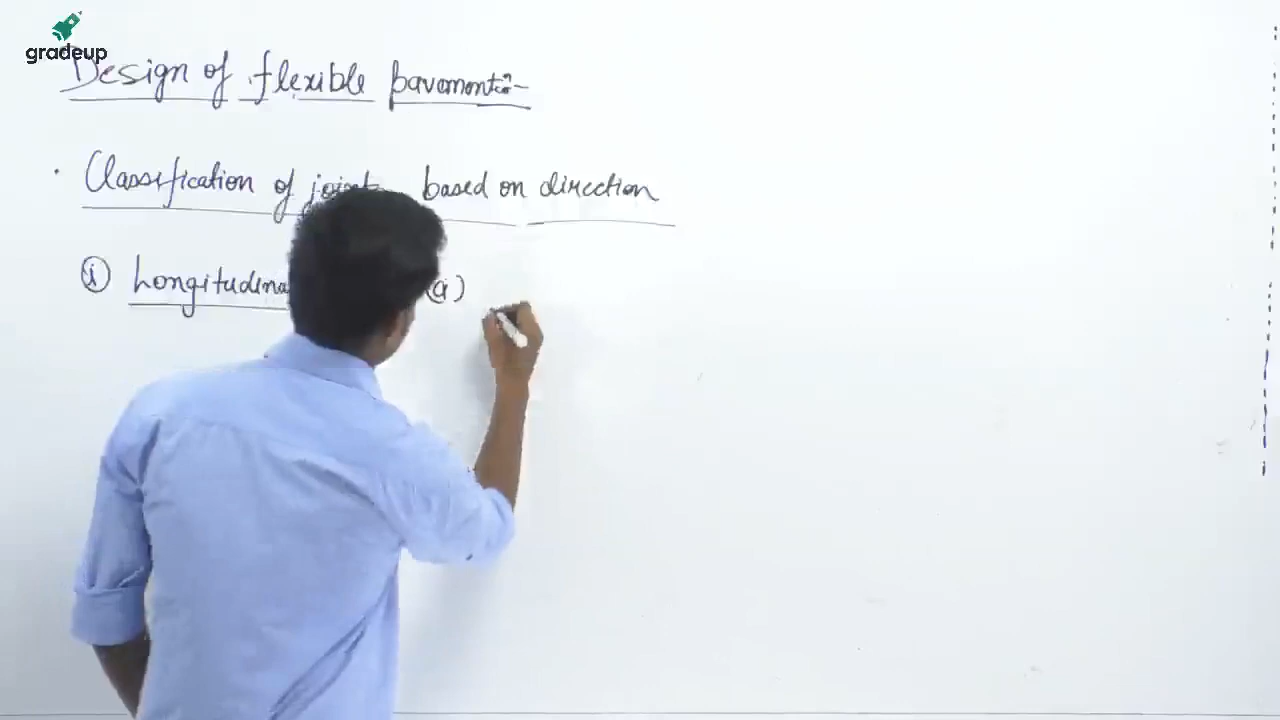 gradeup
Design of flexible pavements:-
• Classification of joints based on direction
(i) Longitudina (a)